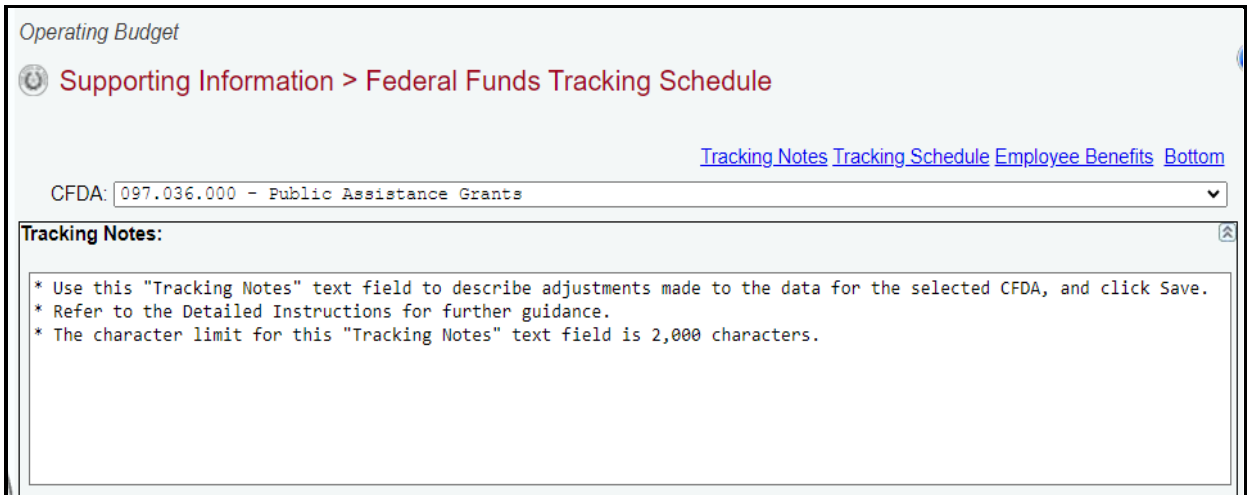 Operating Budget
Supporting Information > Federal Funds Tracking Schedule
Tracking Notes Tracking Schedule Employee Benefits Bottom
CFDA: 097.036.000 - Public Assistance Grants
Tracking Notes:
* Use this "Tracking Notes" text field to describe adjustments made to the data for the selected CFDA, and click Save.
* Refer to the Detailed Instructions for further guidance.
* The character limit for this "Tracking Notes" text field is 2,000 characters.